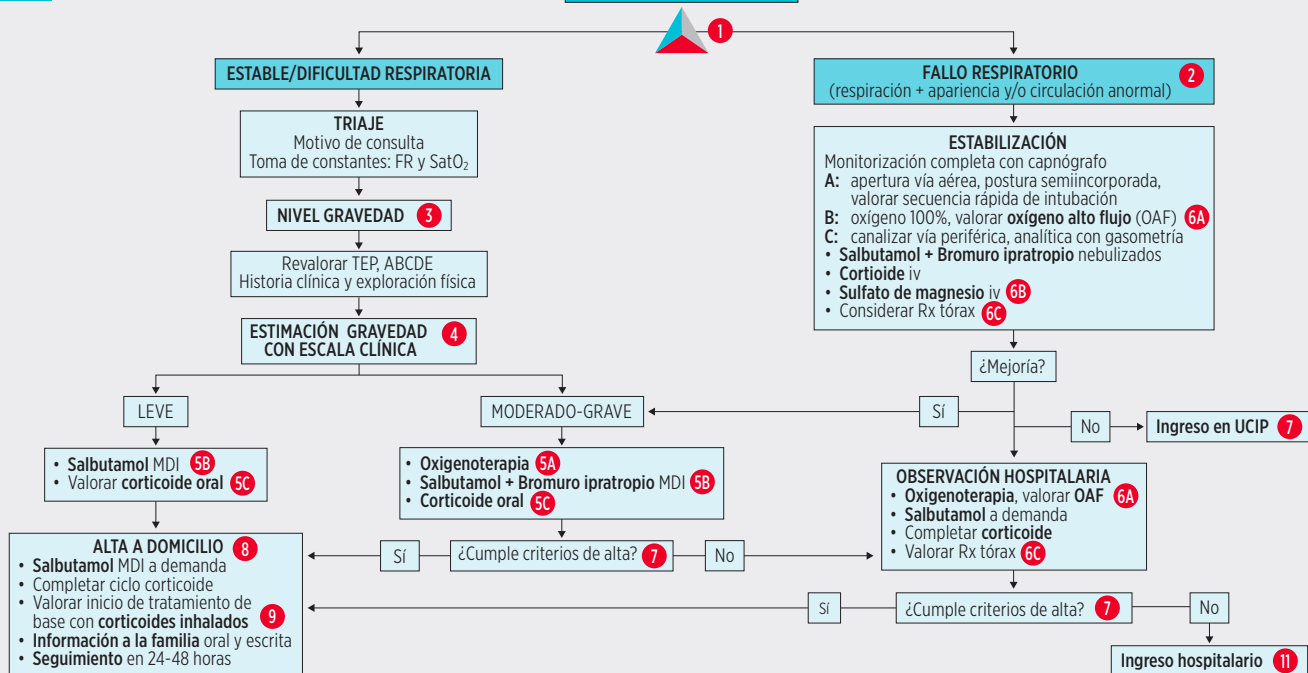 1
ESTABLE/DIFICULTAD RESPIRATORIA
TRIAJE
Motivo de consulta
Toma de constantes: FR y SatO₂
NIVEL GRAVEDAD 3
Revalorar TEP, ABCDE
Historia clínica y exploración física
ESTIMACIÓN GRAVEDAD
CON ESCALA CLÍNICA 4
FALLO RESPIRATORIO 2
(respiración + apariencia y/o circulación anormal)
ESTABILIZACIÓN
Monitorización completa con capnógrafo
A: apertura vía aérea, postura semiincorporada,
valorar secuencia rápida de intubación
B: oxígeno 100%, valorar oxígeno alto flujo (OAF) 6A
C: canalizar vía periférica, analítica con gasometría
• Salbutamol + Bromuro ipratropio nebulizados
• Cortioide iv
• Sulfato de magnesio iv 6B
• Considerar Rx tórax 6C
¿Mejoría?
LEVE
MODERADO-GRAVE
Sí
No
Ingreso en UCIP 7
• Salbutamol MDI 5B
• Valorar corticoide oral 5C
• Oxigenoterapia 5A
• Salbutamol + Bromuro ipratropio MDI 5B
• Corticoide oral 5C
OBSERVACIÓN HOSPITALARIA
• Oxigenoterapia, valorar OAF 6A
• Salbutamol a demanda
• Completar corticoide
• Valorar Rx tórax 6C
ALTA A DOMICILIO 8
• Salbutamol MDI a demanda
• Completar ciclo corticoide
• Valorar inicio de tratamiento de
base con corticoides inhalados 9
• Información a la familia oral y escrita
• Seguimiento en 24-48 horas
Sí
¿Cumple criterios de alta? 7
No
Sí
¿Cumple criterios de alta? 7
No
Ingreso hospitalario 11